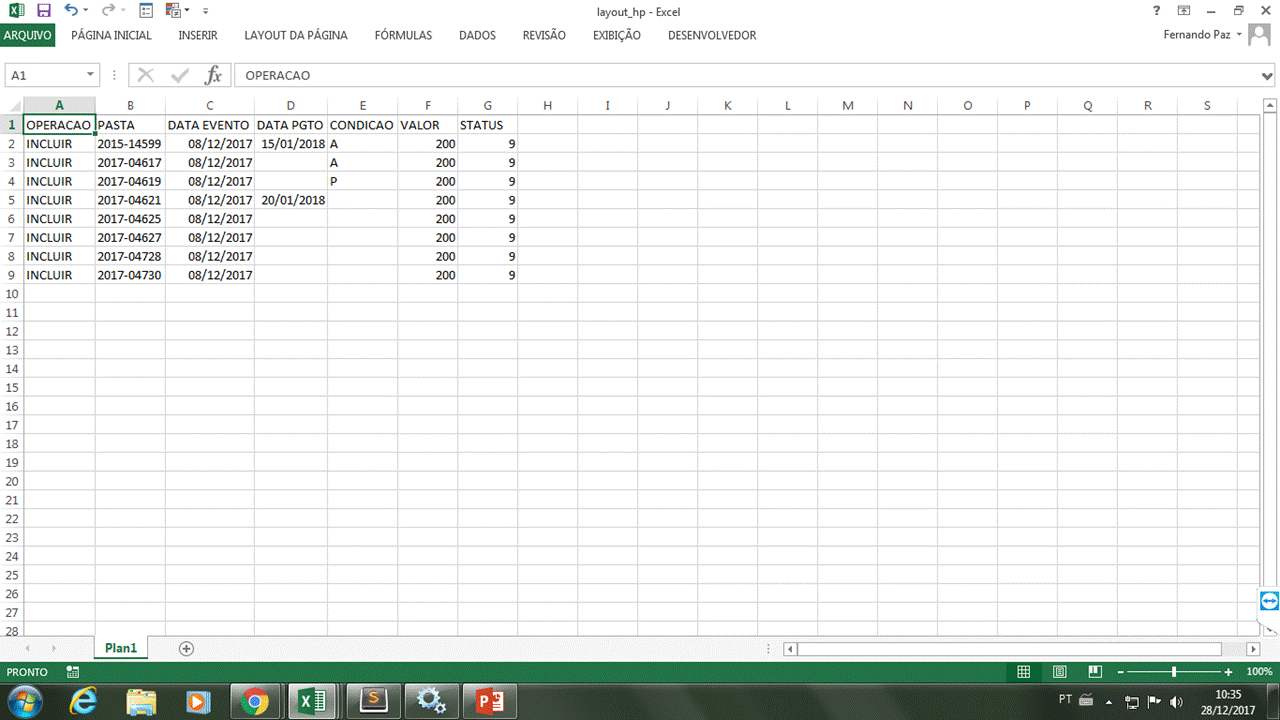 layout_hp - Excel
?
ARQUIVO PÁGINA INICIAL INSERIR LAYOUT DA PÁGINA FÓRMULAS DADOS REVISÃO EXIBIÇÃO DESENVOLVEDOR Fernando Paz
A1 fx OPERACAO
A B C D E F G H I J K L M N O P Q R S
1 OPERACAO PASTA DATA EVENTO DATA PGTO CONDICAO VALOR STATUS
2 INCLUIR 2015-14599 08/12/2017 15/01/2018 A 200 9
3 INCLUIR 2017-04617 08/12/2017 A 200 9
4 INCLUIR 2017-04619 08/12/2017 P 200 9
5 INCLUIR 2017-04621 08/12/2017 20/01/2018 200 9
6 INCLUIR 2017-04625 08/12/2017 200 9
7 INCLUIR 2017-04627 08/12/2017 200 9
8 INCLUIR 2017-04728 08/12/2017 200 9
9 INCLUIR 2017-04730 08/12/2017 200 9
10
11
12
13
14
15
16
17
18
19
20
21
22
23
24
25
26
27
28
Plan1
PRONTO 100%
PT 10:35
28/12/2017